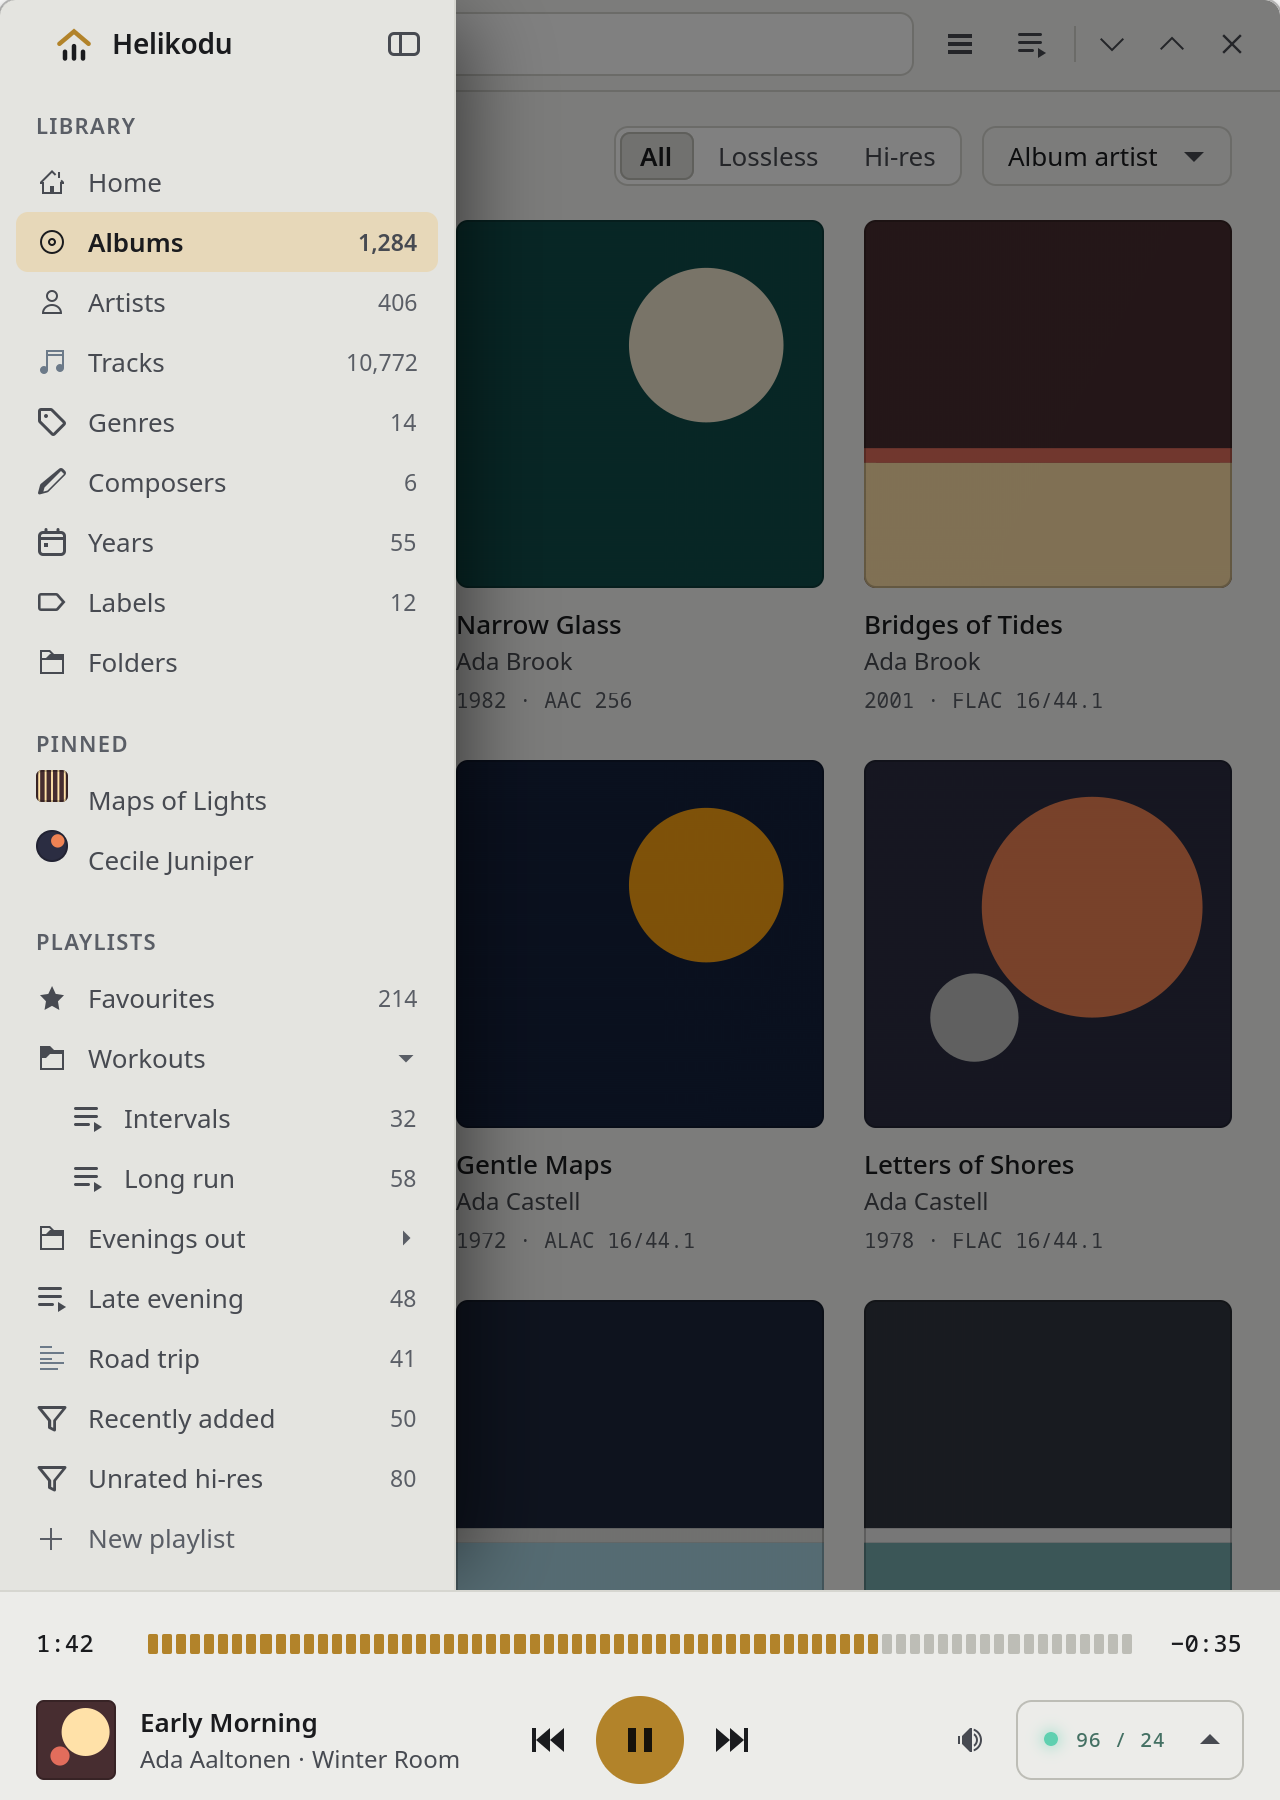 Helikodu
LIBRARY
Home
Albums 1,284
Artists 406
Tracks 10,772
Genres 14
Composers 6
Years 55
Labels 12
Folders
PINNED
Maps of Lights
Cecile Juniper
PLAYLISTS
Favourites 214
Workouts
Intervals 32
Long run 58
Evenings out
Late evening 48
Road trip 41
Recently added 50
Unrated hi-res 80
New playlist
All Lossless Hi-res Album artist
Narrow Glass
Ada Brook
1982 · AAC 256
Bridges of Tides
Ada Brook
2001 · FLAC 16/44.1
Gentle Maps
Ada Castell
1972 · ALAC 16/44.1
Letters of Shores
Ada Castell
1978 · FLAC 16/44.1
1:42 −0:35
Early Morning
Ada Aaltonen · Winter Room
96 / 24